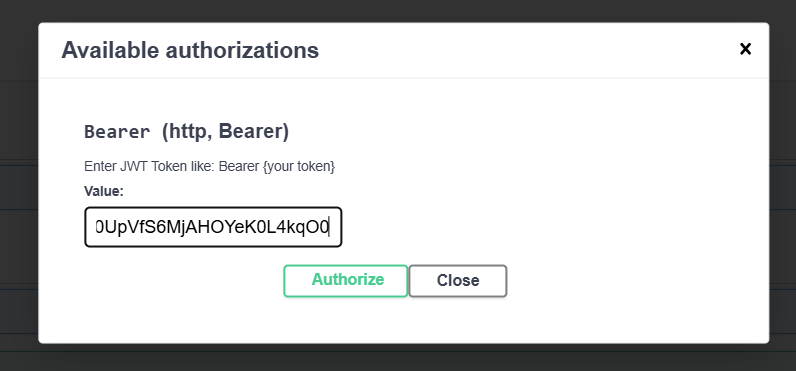 Available authorizations
×
Bearer (http, Bearer)
Enter JWT Token like: Bearer {your token}
Value:
0UpVfS6MjAHOYeK0L4kqO0
Authorize
Close